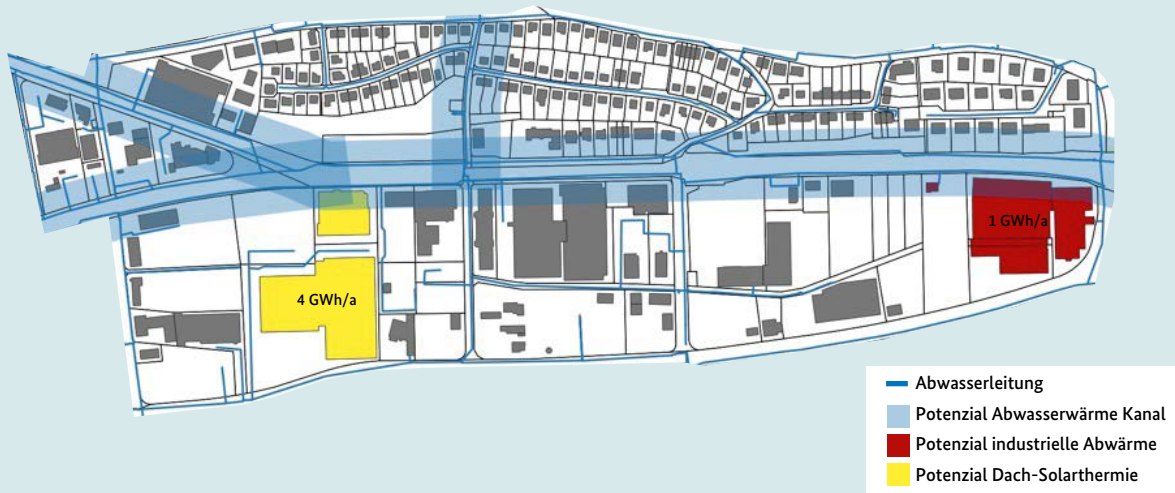 1 GWh/a
4 GWh/a
Abwasserleitung
Potenzial Abwasserwärme Kanal
Potenzial industrielle Abwärme
Potenzial Dach-Solarthermie